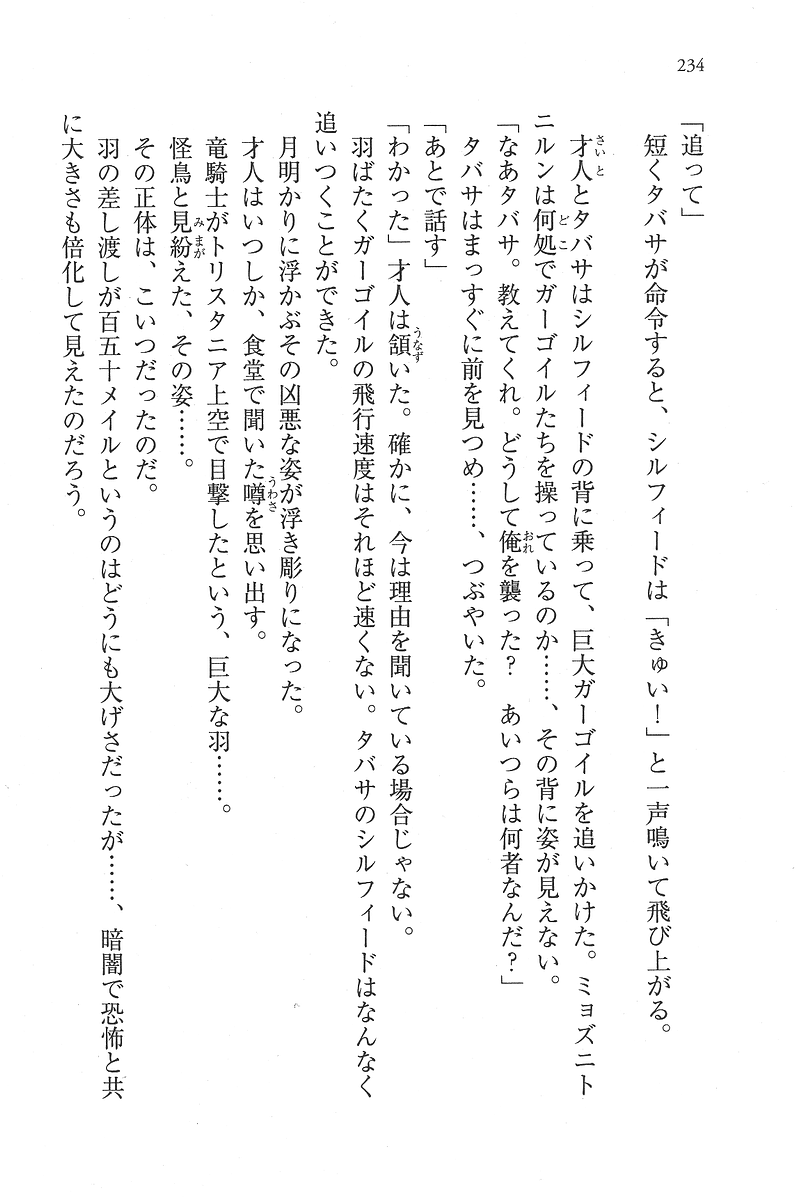 234
「追って」
短くタバサが命令すると、シルフィードは「きゅい！」と一声鳴いて飛び上がる。
才人とタバサはシルフィードの背に乗って、巨大ガーゴイルを追いかけた。ミョズニト
ニルンは何処でガーゴイルたちを操っているのか……、その背に姿が見えない。
「なあタバサ。教えてくれ。どうして俺を襲った？　あいつらは何者なんだ？」
タバサはまっすぐに前を見つめ……、つぶやいた。
「あとで話す」
「わかった」才人は頷いた。確かに、今は理由を聞いている場合じゃない。
羽ばたくガーゴイルの飛行速度はそれほど速くない。タバサのシルフィードはなんなく
追いつくことができた。
月明かりに浮かぶその凶悪な姿が浮き彫りになった。
才人はいつしか、食堂で聞いた噂を思い出す。
竜騎士がトリスタニア上空で目撃したという、巨大な羽……。
怪鳥と見紛えた、その姿……。
その正体は、こいつだったのだ。
羽の差し渡しが百五十メイルというのはどうにも大げさだったが……、暗闇で恐怖と共
に大きさも倍化して見えたのだろう。